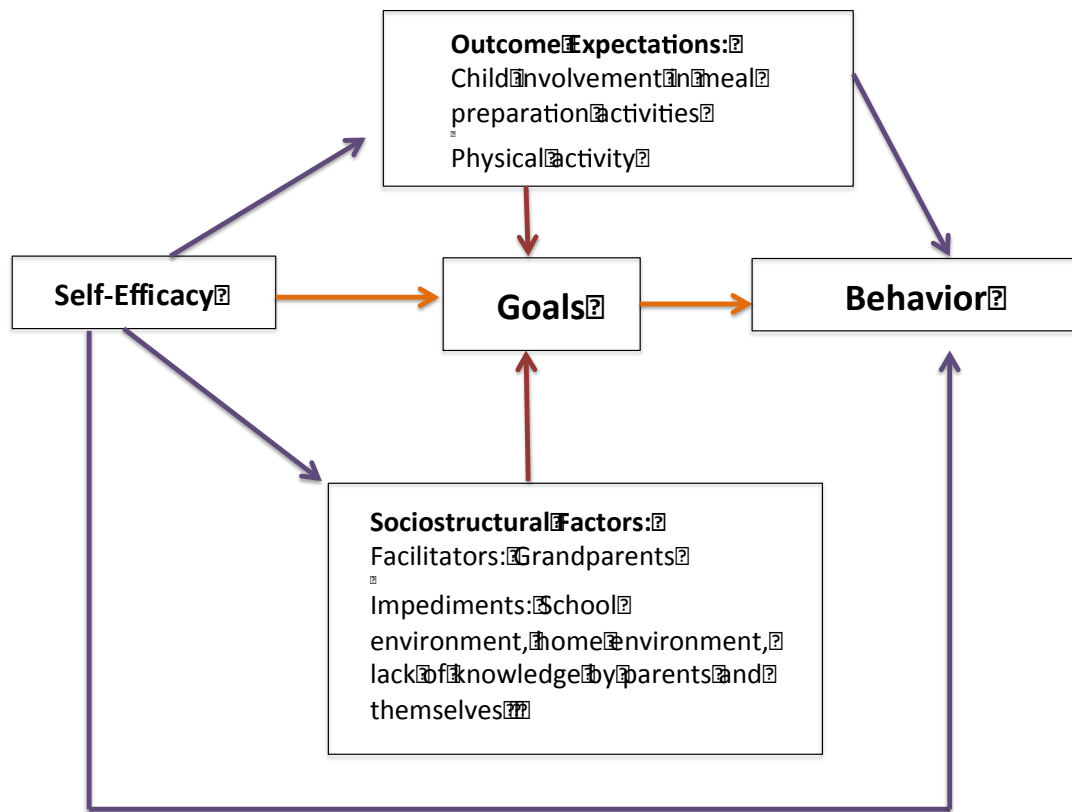 Outcome Expectations:
Child involvement in meal
preparation activities
Physical activity
Self-Efficacy
Goals
Behavior
Sociostructural Factors:
Facilitators: Grandparents
Impediments: School
environment, home environment,
lack of knowledge by parents and
themselves